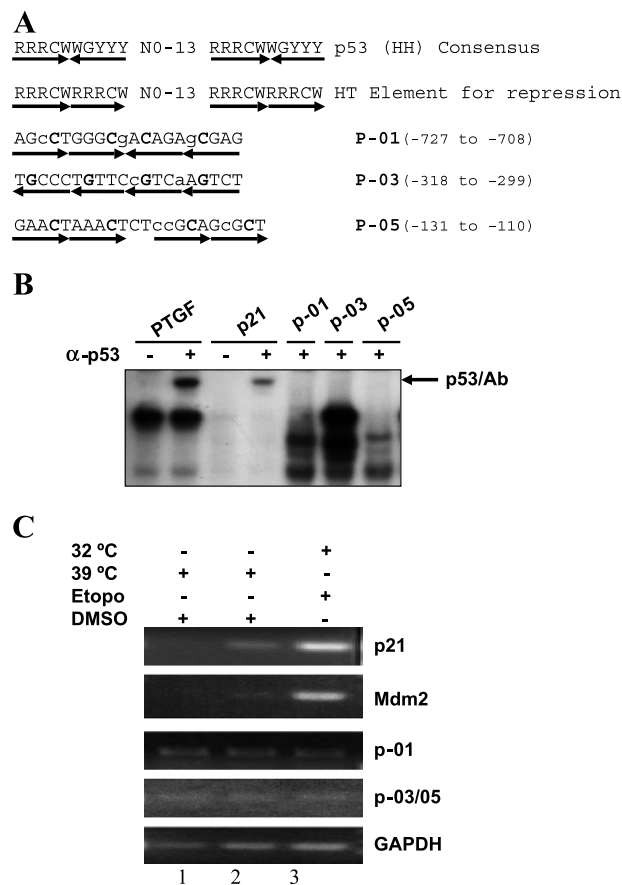 A
RRRCWWGYYY N0-13 RRRCWWGYYY p53 (HH) Consensus
RRRCWRRRCW N0-13 RRRCWRRRCW HT Element for repression
AGcCTGGGCgACAGAgCGAG P-01(-727 to -708)
TGCCCTGTTCcGTCaAGTCT P-03(-318 to -299)
GAACTAAACTCTccGCAGcGCT P-05(-131 to -110)
B
PTGF p21 p-01 p-03 p-05
α-p53 - + - + + + +
p53/Ab
C
32 ºC - - +
39 ºC + + -
Etopo - - +
DMSO + + -
p21
Mdm2
p-01
p-03/05
GAPDH
1 2 3